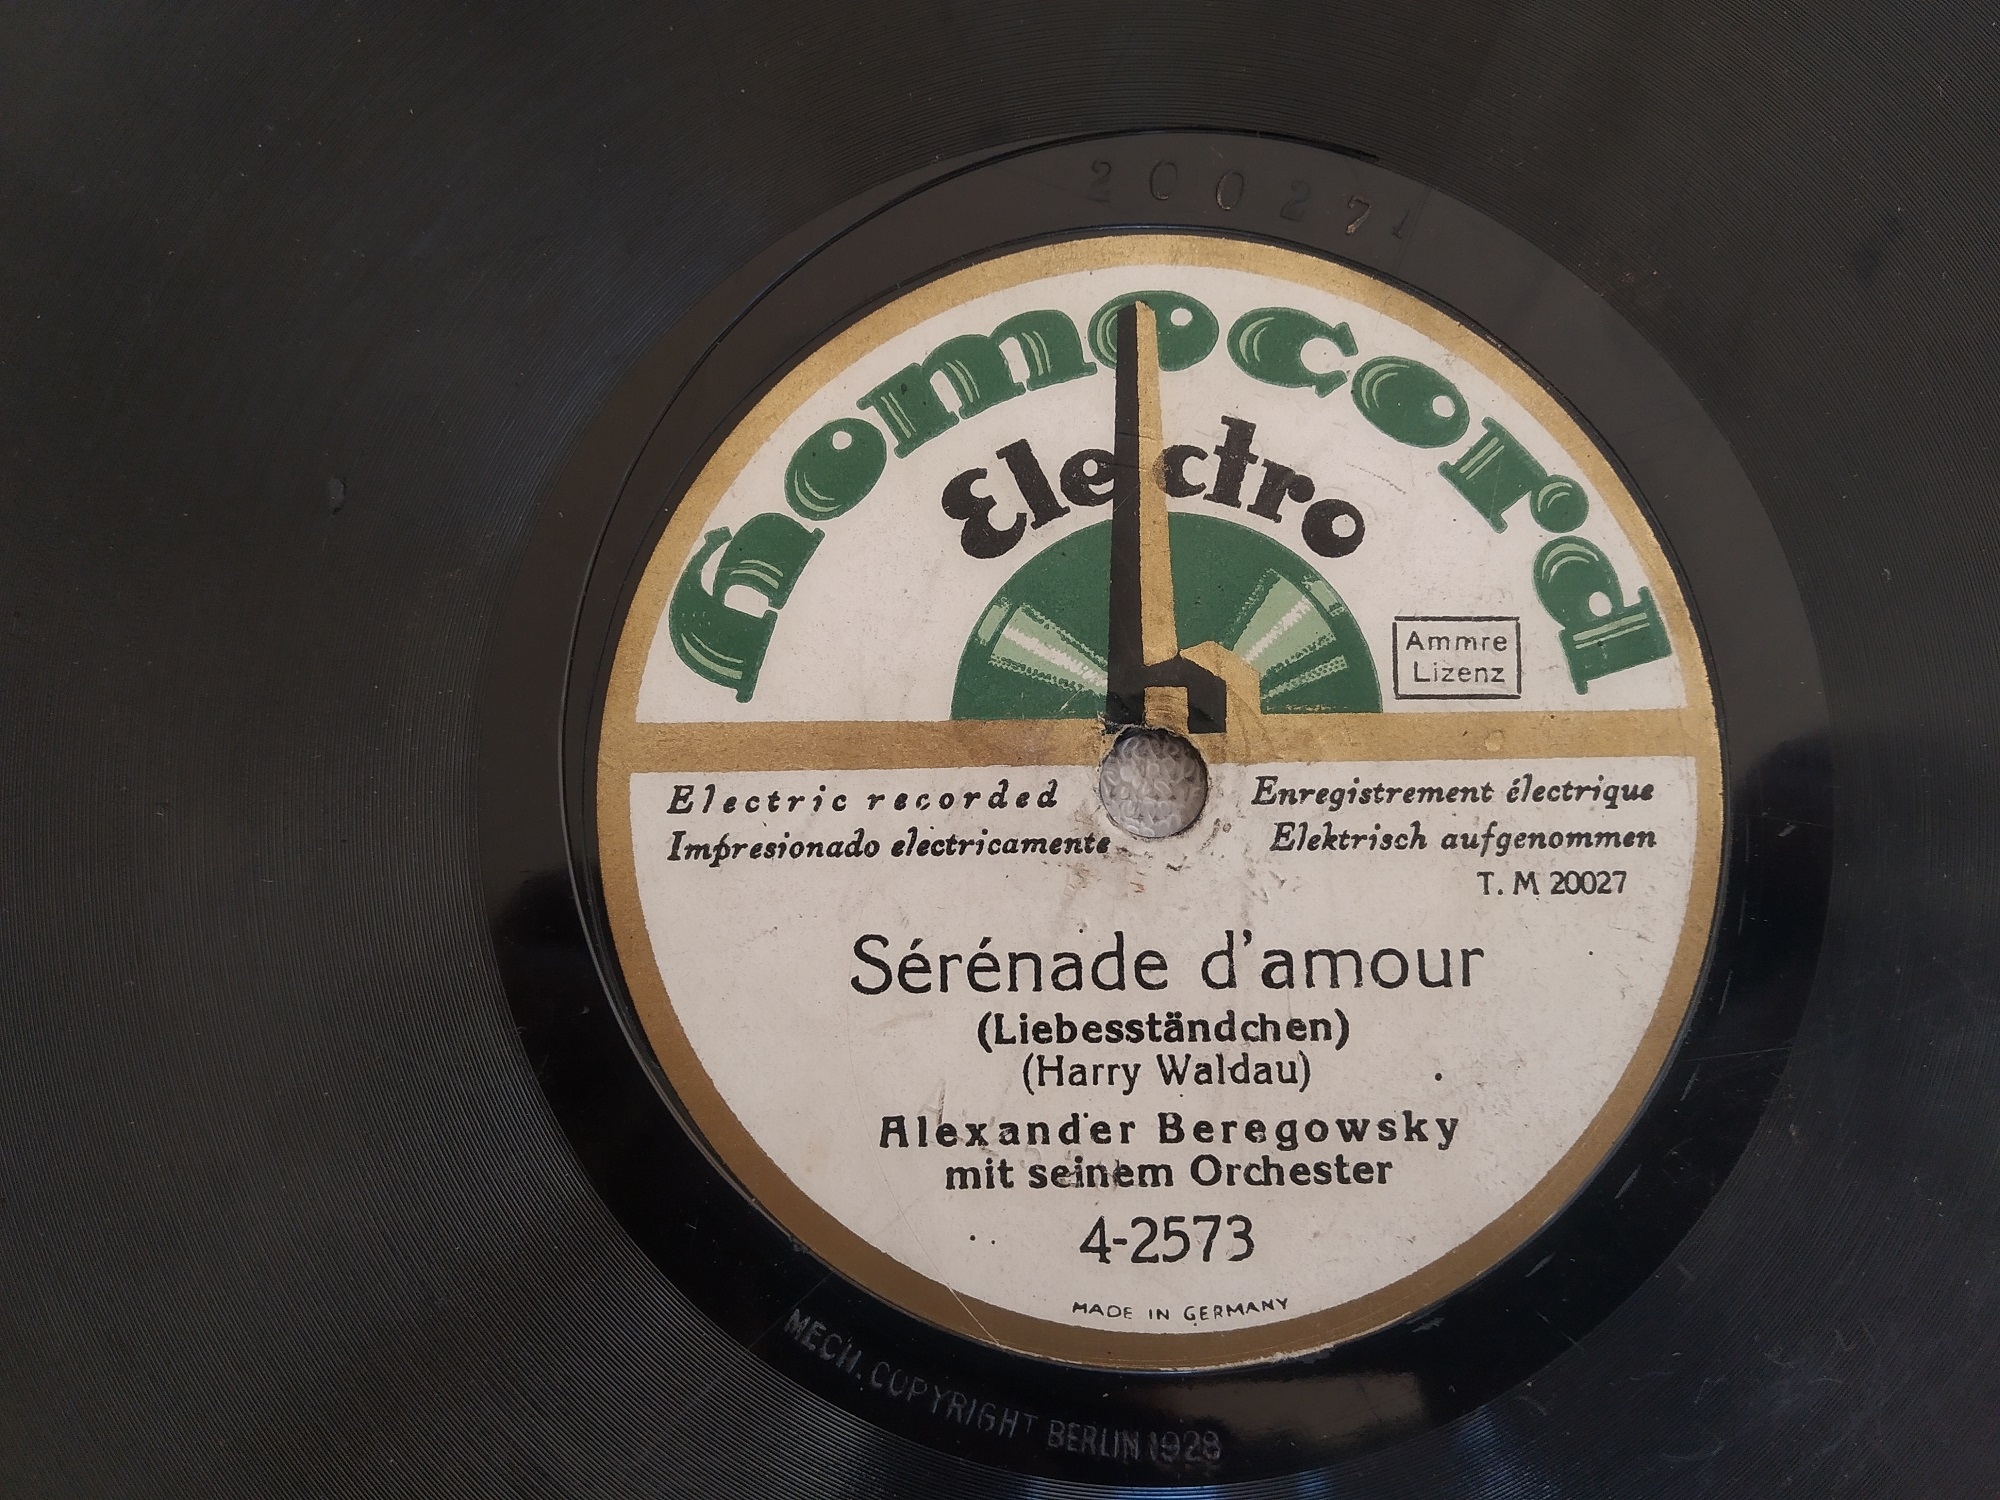 200271
Homocord
Electro
Ammre
Lizenz
Electric recorded
Impresionado electricamente
Enregistrement électrique
Elektrisch aufgenommen
T. M 20027
Sérénade d'amour
(Liebesständchen)
(Harry Waldau)
Alexander Beregowsky
mit seinem Orchester
4-2573
MADE IN GERMANY
MECH. COPYRIGHT BERLIN 1928